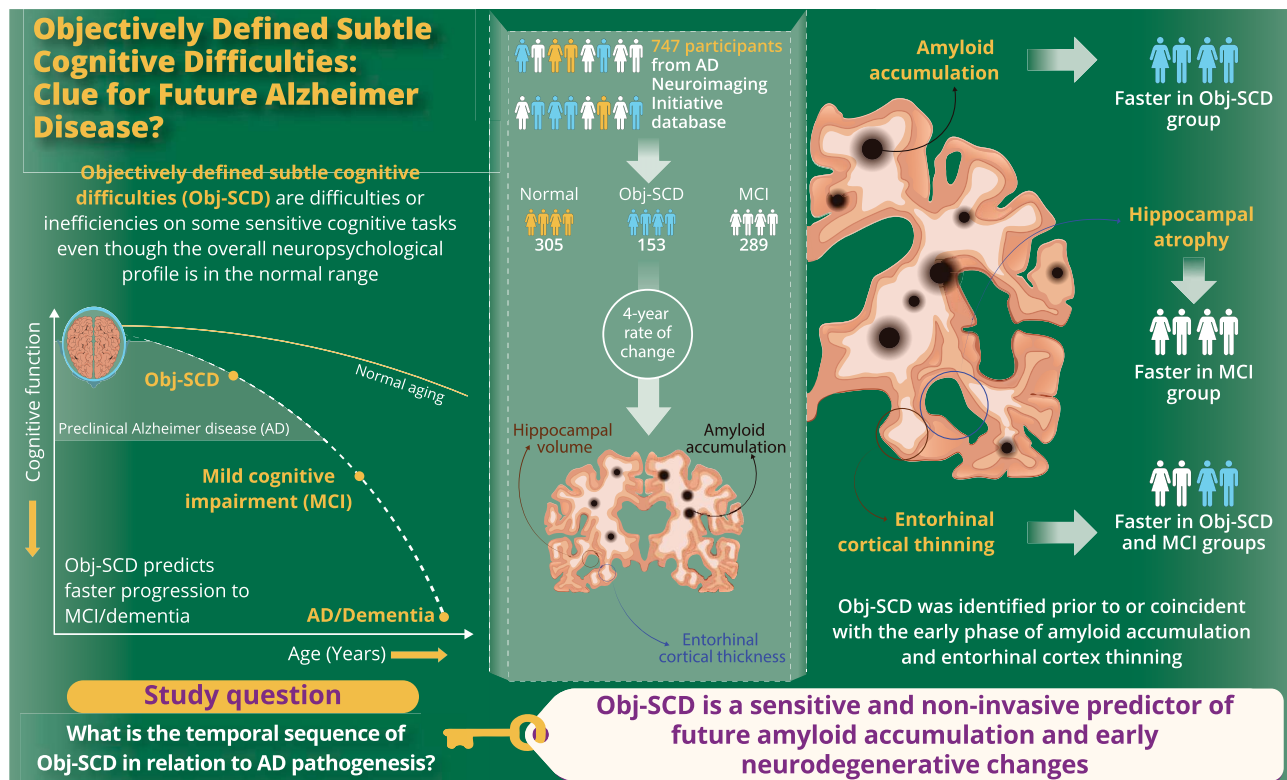 Objectively Defined Subtle
Cognitive Difficulties:
Clue for Future Alzheimer
Disease?
Objectively defined subtle cognitive
difficulties (Obj-SCD) are difficulties or
inefficiencies on some sensitive cognitive tasks
even though the overall neuropsychological
profile is in the normal range
Cognitive function
Normal aging
Obj-SCD
Preclinical Alzheimer disease (AD)
Mild cognitive
impairment (MCI)
Obj-SCD predicts
faster progression to
MCI/dementia
AD/Dementia
Age (Years)
Study question
What is the temporal sequence of
Obj-SCD in relation to AD pathogenesis?
747 participants
from AD
Neuroimaging
Initiative
database
Normal
305
Obj-SCD
153
MCI
289
4-year
rate of
change
Hippocampal
volume
Amyloid
accumulation
Entorhinal
cortical thickness
Amyloid
accumulation
Faster in Obj-SCD
group
Hippocampal
atrophy
Faster in MCI
group
Entorhinal
cortical thinning
Faster in Obj-SCD
and MCI groups
Obj-SCD was identified prior to or coincident
with the early phase of amyloid accumulation
and entorhinal cortex thinning
Obj-SCD is a sensitive and non-invasive predictor of
future amyloid accumulation and early
neurodegenerative changes